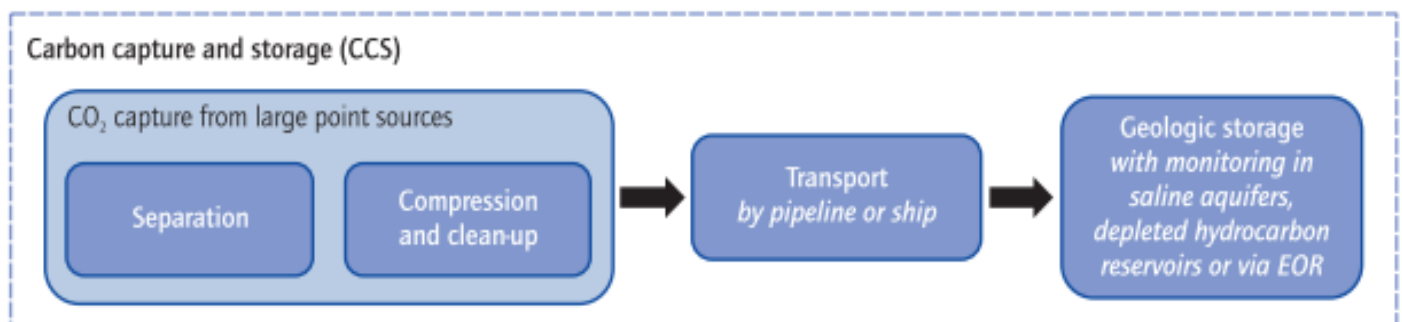 Carbon capture and storage (CCS)
CO₂ capture from large point sources
Separation
Compression
and clean-up
Transport
by pipeline or ship
Geologic storage
with monitoring in
saline aquifers,
depleted hydrocarbon
reservoirs or via EOR